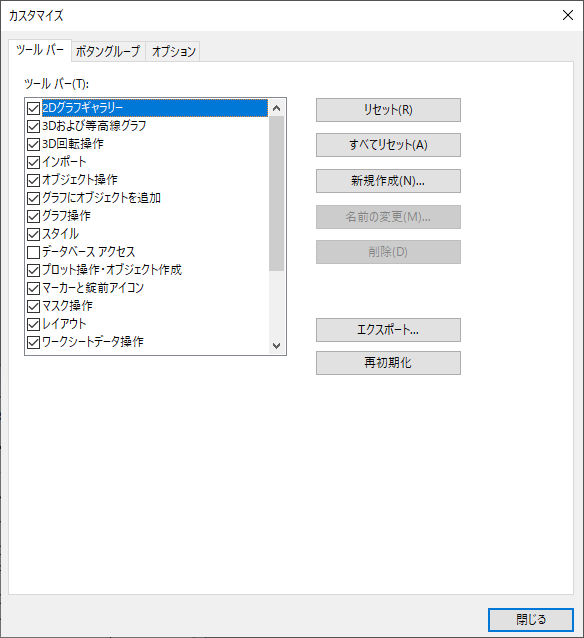 カスタマイズ
ツール バー ボタングループ オプション
ツール バー(T):
2Dグラフギャラリー
3Dおよび等高線グラフ
3D回転操作
インポート
オブジェクト操作
グラフにオブジェクトを追加
グラフ操作
スタイル
データベース アクセス
プロット操作・オブジェクト作成
マーカーと錠前アイコン
マスク操作
レイアウト
ワークシートデータ操作
リセット(R)
すべてリセット(A)
新規作成(N)...
名前の変更(M)...
削除(D)
エクスポート...
再初期化
閉じる